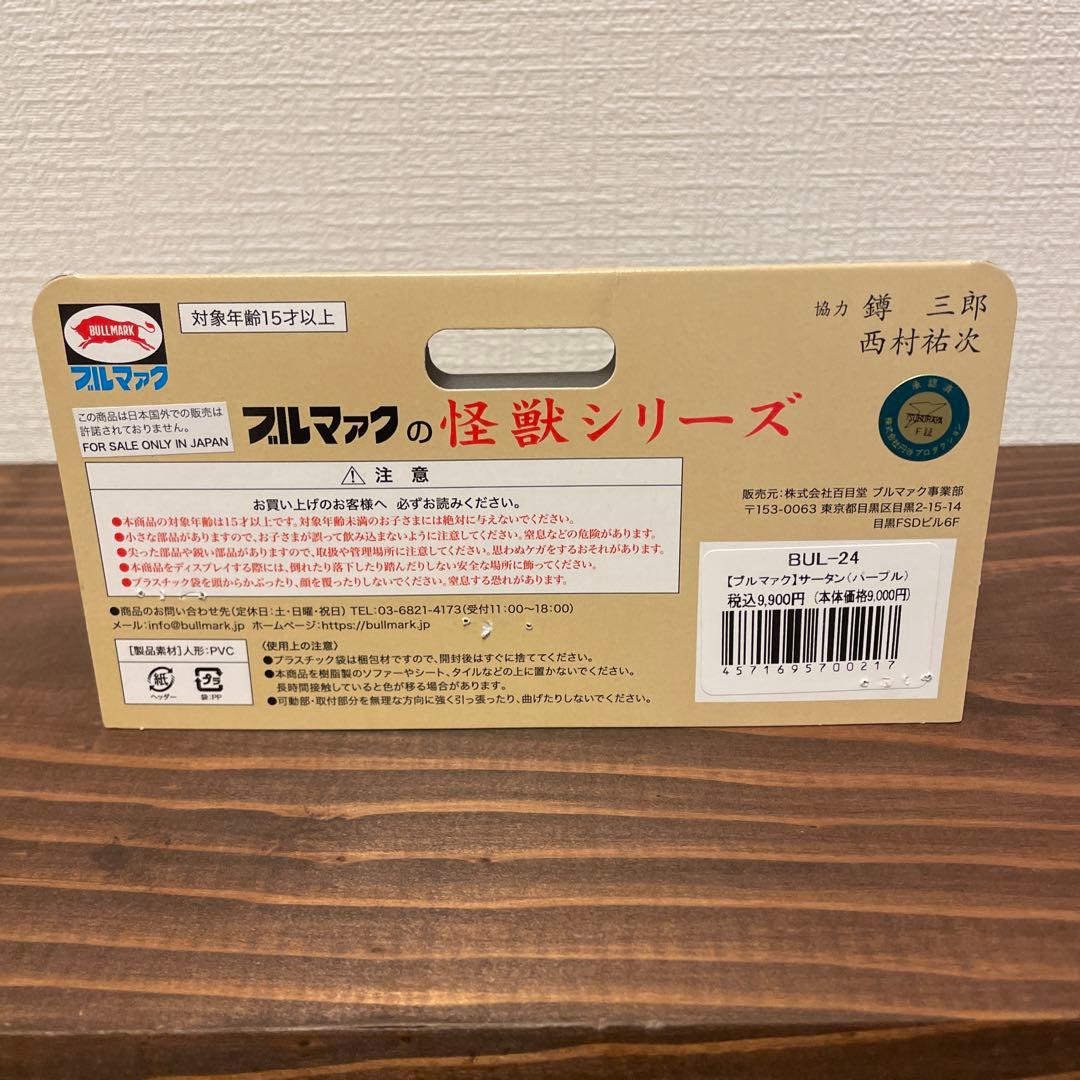 BULLMARK
ブルマァク
対象年齢15才以上
協力 鐏 三郎
西村祐次
この商品は日本国外での販売は
許諾されておりません。
FOR SALE ONLY IN JAPAN
ブルマァクの怪獣シリーズ
承認済
TSUBURAYA
F 証
株式会社円谷プロダクション
⚠ 注 意
お買い上げのお客様へ 必ずお読みください。
●本商品の対象年齢は15才以上です。対象年齢未満のお子さまには絶対に与えないでください。
●小さな部品がありますので、お子さまが誤って飲み込まないように注意してください。窒息などの危険があります。
●尖った部品や鋭い部品がありますので、取扱や管理場所に注意してください。思わぬケガをするおそれがあります。
●本商品をディスプレイする際には、倒れたり落下したり踏んだりしない安全な場所に飾ってください。
●プラスチック袋を頭からかぶったり、顔を覆ったりしないでください。窒息する恐れがあります。
●商品のお問い合わせ先(定休日:土・日曜・祝日) TEL:03-6821-4173(受付11:00〜18:00)
メール:info@bullmark.jp ホームページ:https://bullmark.jp
販売元:株式会社百目堂 ブルマァク事業部
〒153-0063 東京都目黒区目黒2-15-14
目黒FSDビル6F
BUL-24
【ブルマァク】サータン(パープル)
税込9,900円 (本体価格9,000円)
4571695700217
[製品素材]人形:PVC
紙
ヘッダー
プラ
袋:PP
〈使用上の注意〉
●プラスチック袋は梱包材ですので、開封後はすぐに捨ててください。
●本商品を樹脂製のソファーやシート、タイルなどの上に置かないでください。
長時間接触していると色が移る場合があります。
●可動部・取付部分を無理な方向に強く引っ張ったり、曲げたりしないでください。